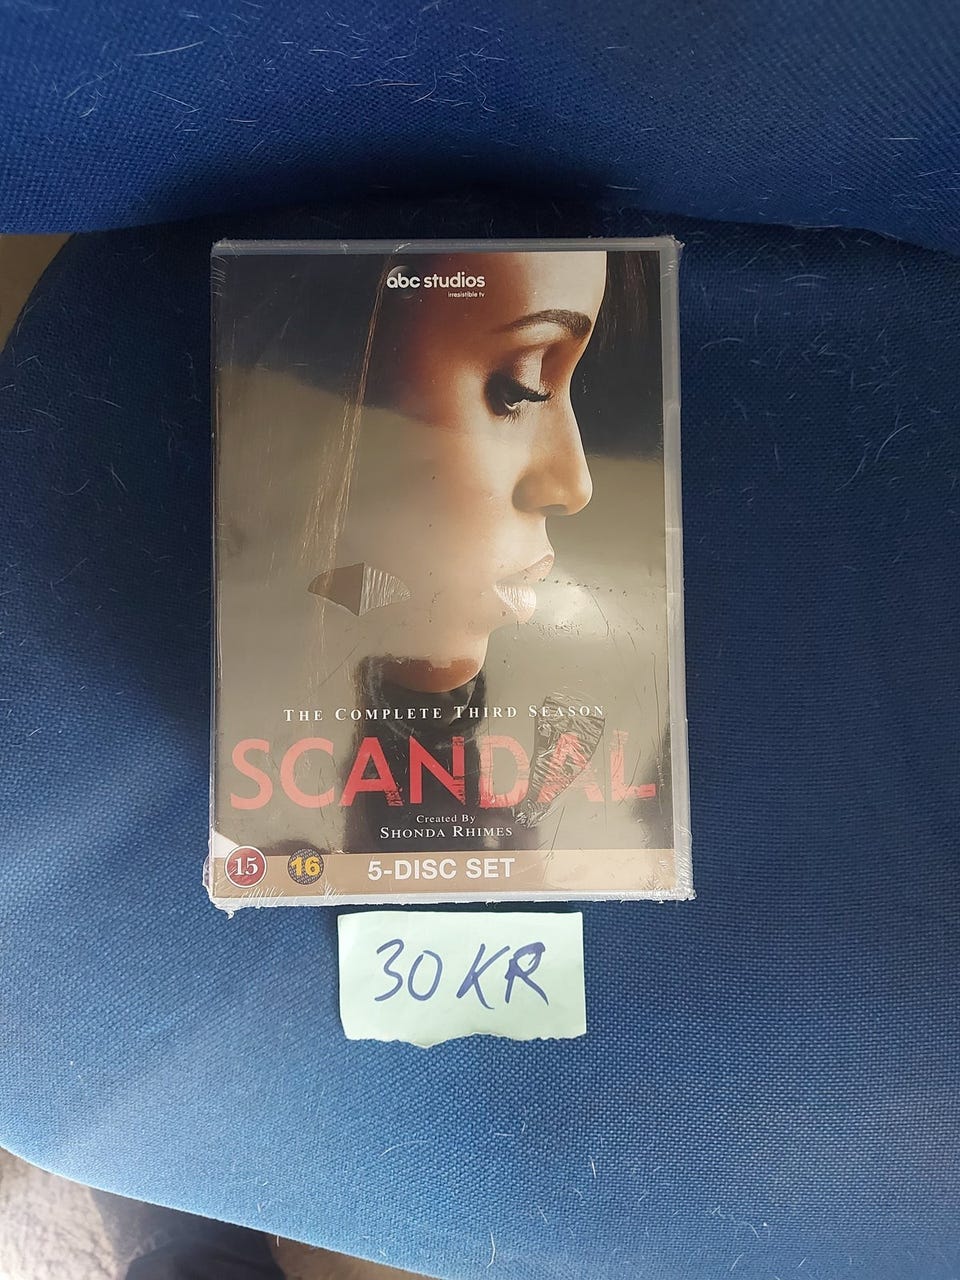 abc studios
irresistible tv
THE COMPLETE THIRD SEASON
SCANDAL
Created By
SHONDA RHIMES
15 16 5-DISC SET
30 KR